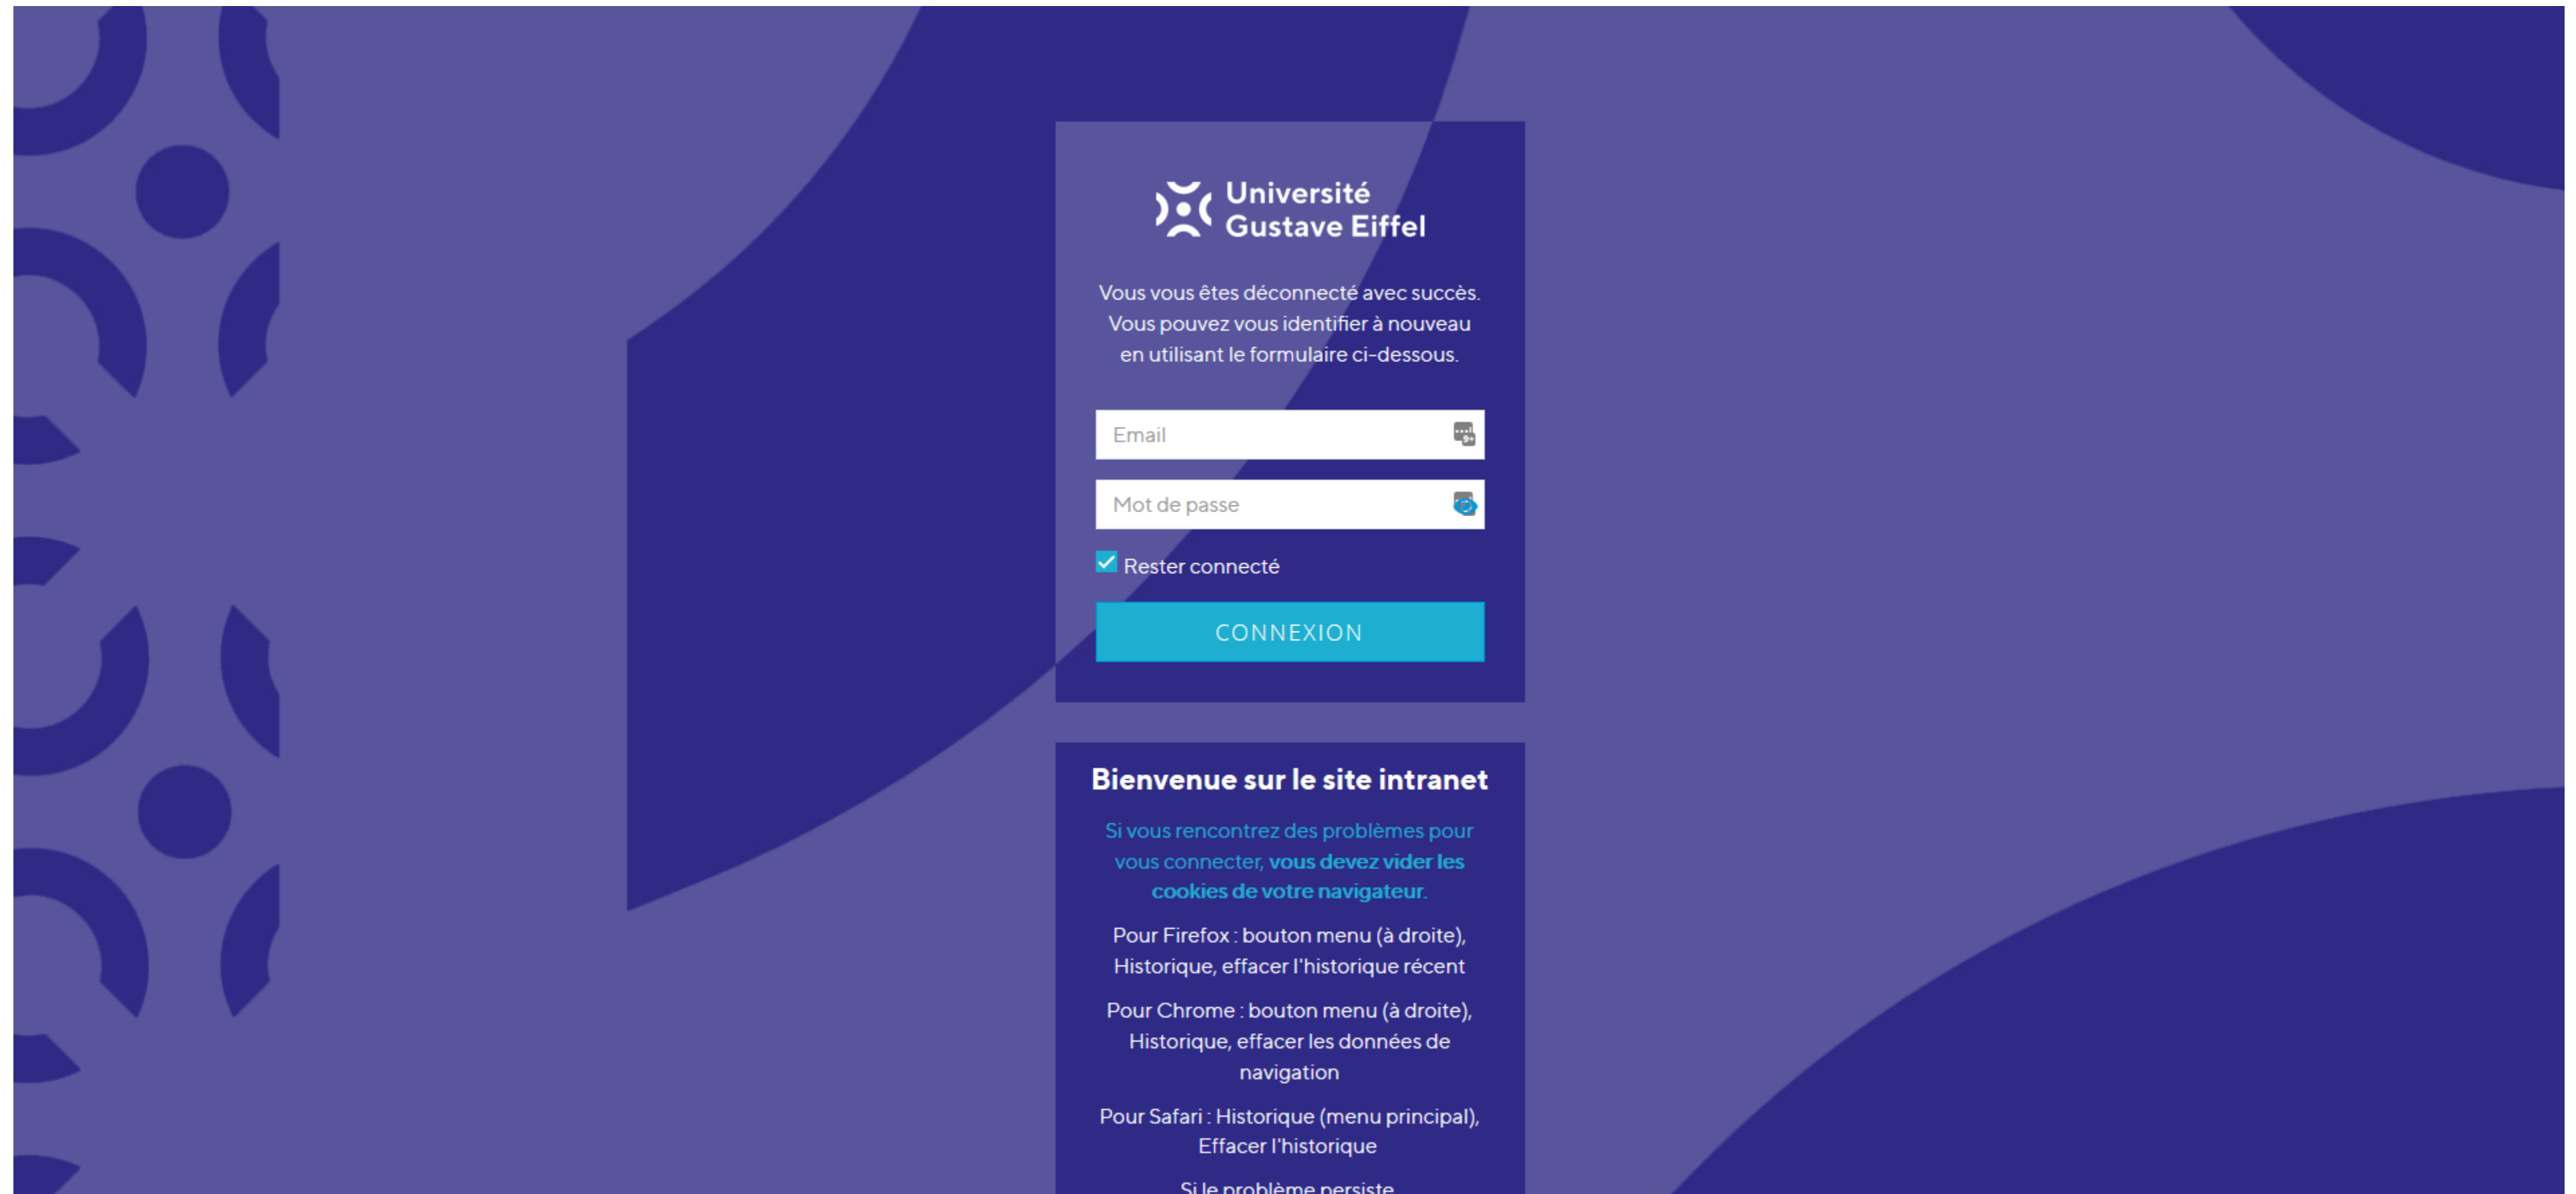 Université
Gustave Eiffel
Vous vous êtes déconnecté avec succès.
Vous pouvez vous identifier à nouveau
en utilisant le formulaire ci-dessous.
Email
9+
Mot de passe
Rester connecté
CONNEXION
Bienvenue sur le site intranet
Si vous rencontrez des problèmes pour
vous connecter, vous devez vider les
cookies de votre navigateur.
Pour Firefox : bouton menu (à droite),
Historique, effacer l'historique récent
Pour Chrome : bouton menu (à droite),
Historique, effacer les données de
navigation
Pour Safari : Historique (menu principal),
Effacer l'historique
Si le problème persiste